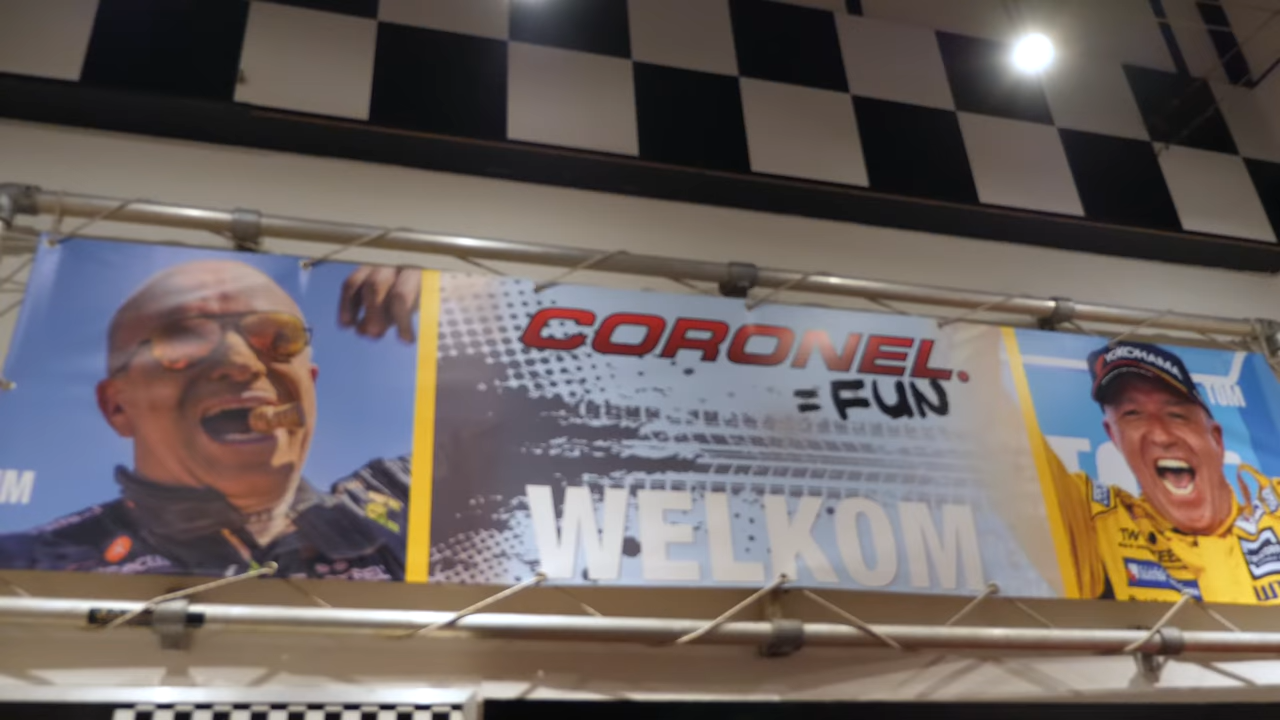 CORONEL.
= FUN
WELKOM
YOKOHAMA
TOM